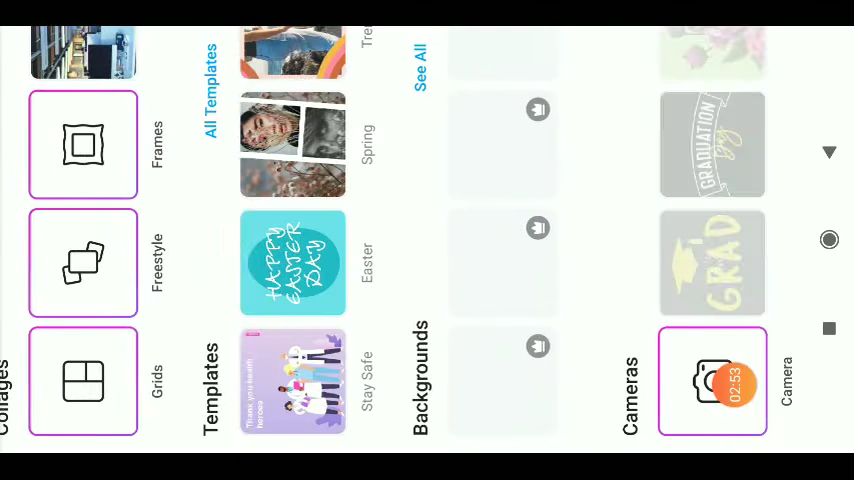 Collages
Grids
Freestyle
Frames
Templates
All Templates
Thank you health
heroes
HAPPY
EASTER
DAY
Stay Safe
Easter
Spring
Tre
Backgrounds
See All
Cameras
02:53
GRAD
GRADUATION
Day
Camera